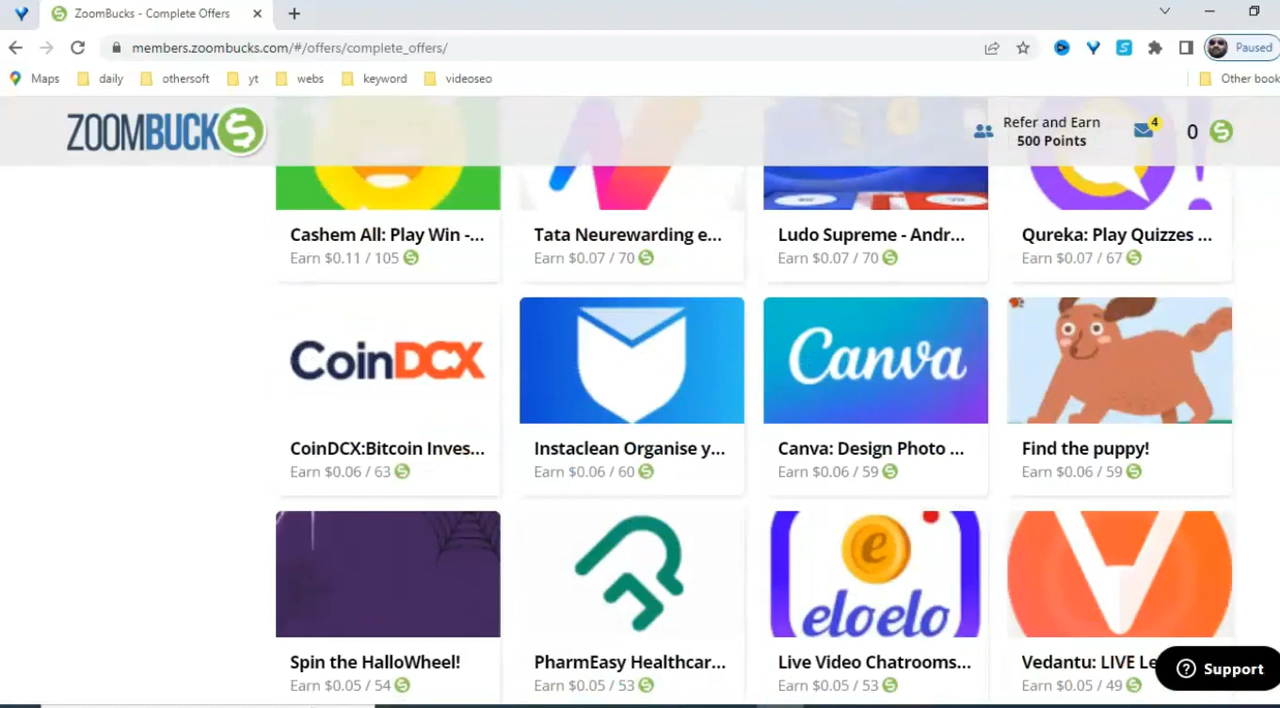 ZoomBucks - Complete Offers
members.zoombucks.com/#/offers/complete_offers/
Paused
Maps daily othersoft yt webs keyword videoseo Other book
ZOOMBUCK$
Refer and Earn
500 Points
4
0
Cashem All: Play Win -...
Earn $0.11 / 105
Tata Neurewarding e...
Earn $0.07 / 70
Ludo Supreme - Andr...
Earn $0.07 / 70
Qureka: Play Quizzes ...
Earn $0.07 / 67
CoinDCX
CoinDCX:Bitcoin Inves...
Earn $0.06 / 63
Instaclean Organise y...
Earn $0.06 / 60
Canva
Canva: Design Photo ...
Earn $0.06 / 59
Find the puppy!
Earn $0.06 / 59
Spin the HalloWheel!
Earn $0.05 / 54
PharmEasy Healthcar...
Earn $0.05 / 53
e
eloelo
Live Video Chatrooms...
Earn $0.05 / 53
Vedantu: LIVE Le
Earn $0.05 / 49
Support